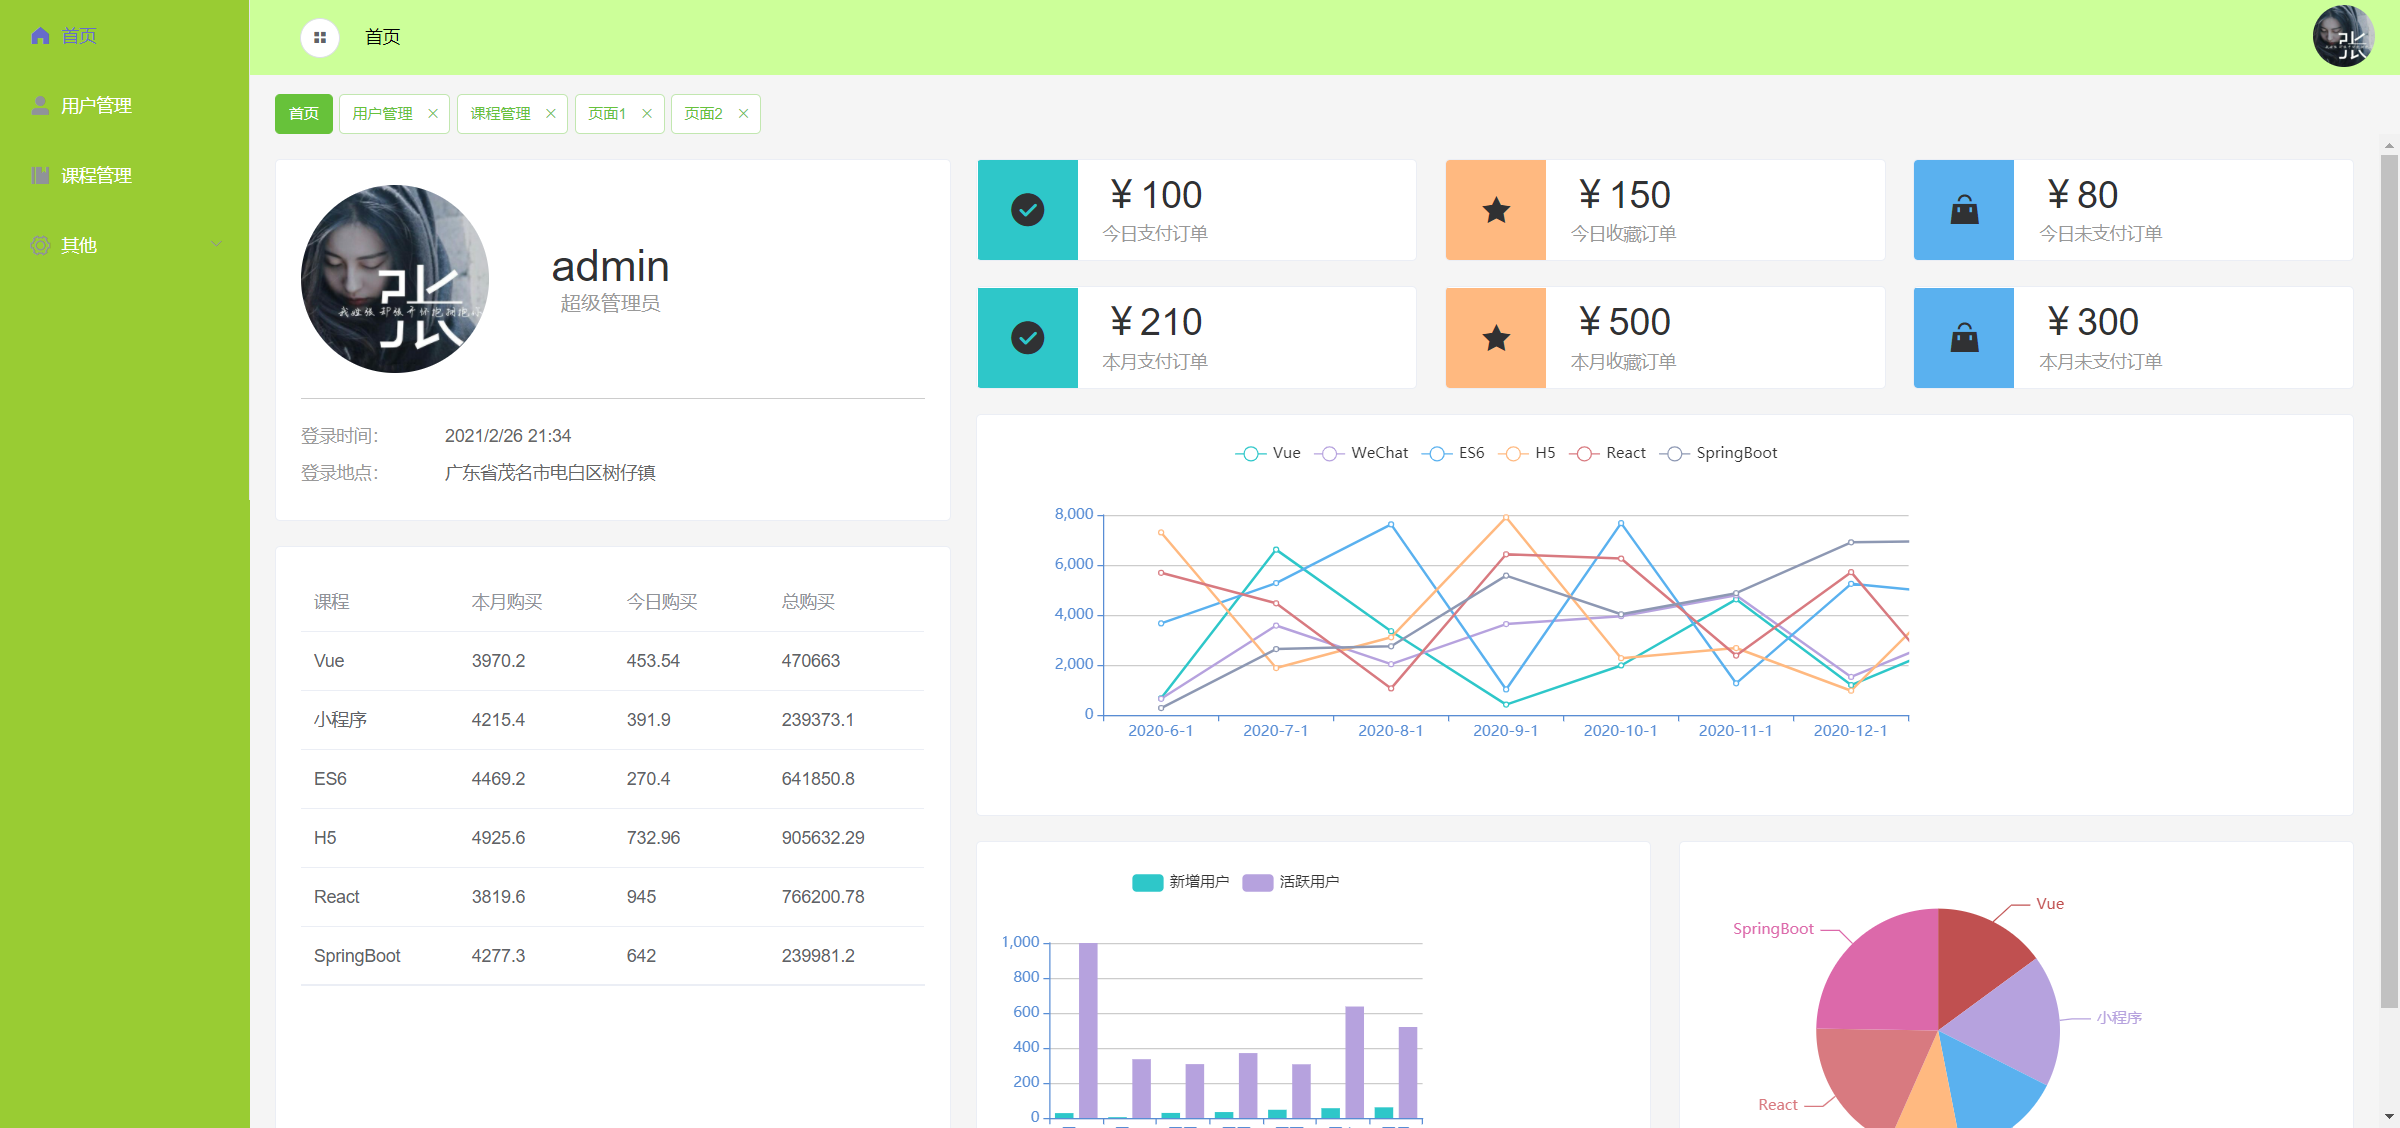 首页
用户管理
课程管理
其他
首页
首页
用户管理
课程管理
页面1
页面2
张
admin
超级管理员
登录时间：
2021/2/26 21:34
登录地点：
广东省茂名市电白区树仔镇
课程 本月购买 今日购买 总购买
Vue 3970.2 453.54 470663
小程序 4215.4 391.9 239373.1
ES6 4469.2 270.4 641850.8
H5 4925.6 732.96 905632.29
React 3819.6 945 766200.78
SpringBoot 4277.3 642 239981.2
￥100
今日支付订单
￥150
今日收藏订单
￥80
今日未支付订单
￥210
本月支付订单
￥500
本月收藏订单
￥300
本月未支付订单
Vue WeChat ES6 H5 React SpringBoot
8,000
6,000
4,000
2,000
0
2020-6-1 2020-7-1 2020-8-1 2020-9-1 2020-10-1 2020-11-1 2020-12-1
新增用户 活跃用户
1,000
800
600
400
200
0
Vue
SpringBoot
小程序
React